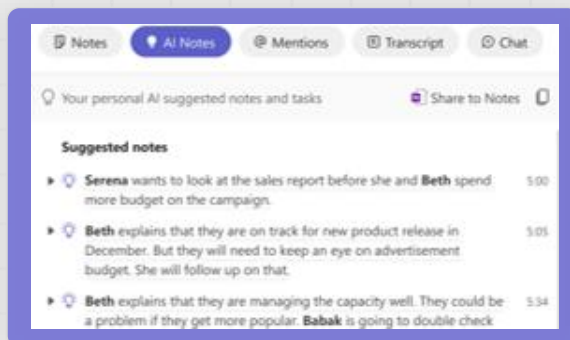 Notes
AI Notes
@ Mentions
Transcript
Chat
Your personal AI suggested notes and tasks
Share to Notes
Suggested notes
Serena wants to look at the sales report before she and Beth spend
5:00
more budget on the campaign.
Beth explains that they are on track for new product release in
5:05
December. But they will need to keep an eye on advertisement
budget. She will follow up on that.
Beth explains that they are managing the capacity well. They could be
5:34
a problem if they get more popular. Babak is going to double check